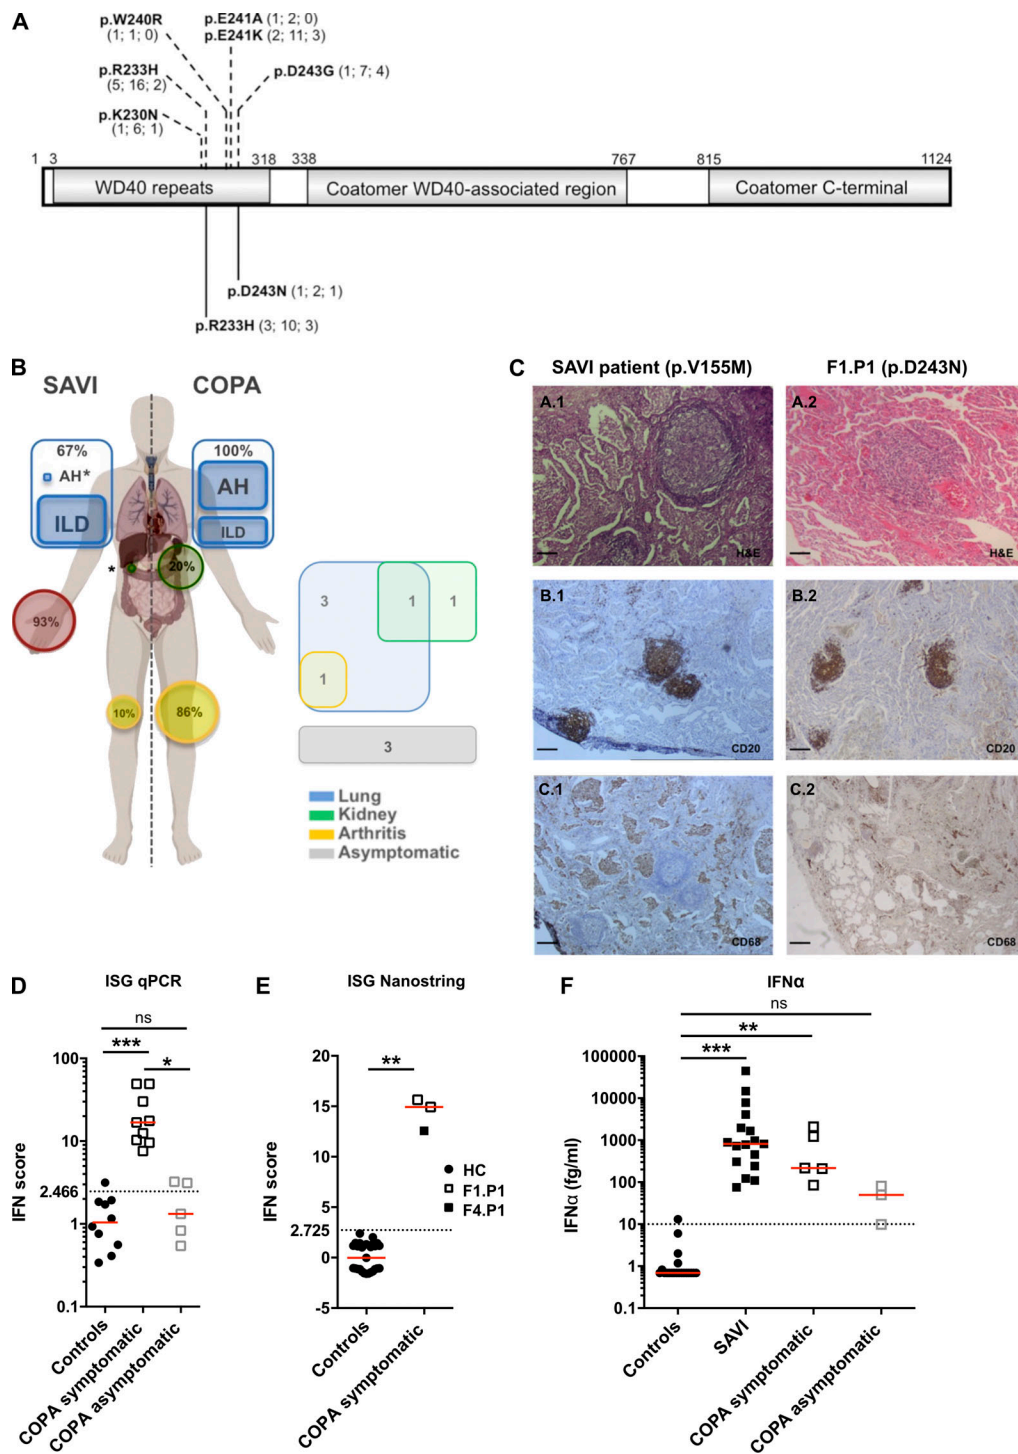 A
p.W240R
(1; 1; 0)
p.E241A (1; 2; 0)
p.E241K (2; 11; 3)
p.R233H
(5; 16; 2)
p.D243G (1; 7; 4)
p.K230N
(1; 6; 1)
1 3 318 338 767 815 1124
WD40 repeats
Coatomer WD40-associated region
Coatomer C-terminal
p.D243N (1; 2; 1)
p.R233H (3; 10; 3)
B
SAVI
COPA
67%
AH*
ILD
100%
AH
ILD
*
20%
93%
10%
86%
3
1
1
1
3
Lung
Kidney
Arthritis
Asymptomatic
C
SAVI patient (p.V155M)
F1.P1 (p.D243N)
A.1
H&E
A.2
H&E
B.1
CD20
B.2
CD20
C.1
CD68
C.2
CD68
D
ISG qPCR
ns
***
*
100
10
2.466
1
0.1
IFN score
Controls
COPA symptomatic
COPA asymptomatic
E
ISG Nanostring
**
20
15
10
5
2.725
0
-5
IFN score
HC
F1.P1
F4.P1
Controls
COPA symptomatic
F
IFNα
ns
**
***
100000
10000
1000
100
10
1
0.1
IFNα (fg/ml)
Controls
SAVI
COPA symptomatic
COPA asymptomatic